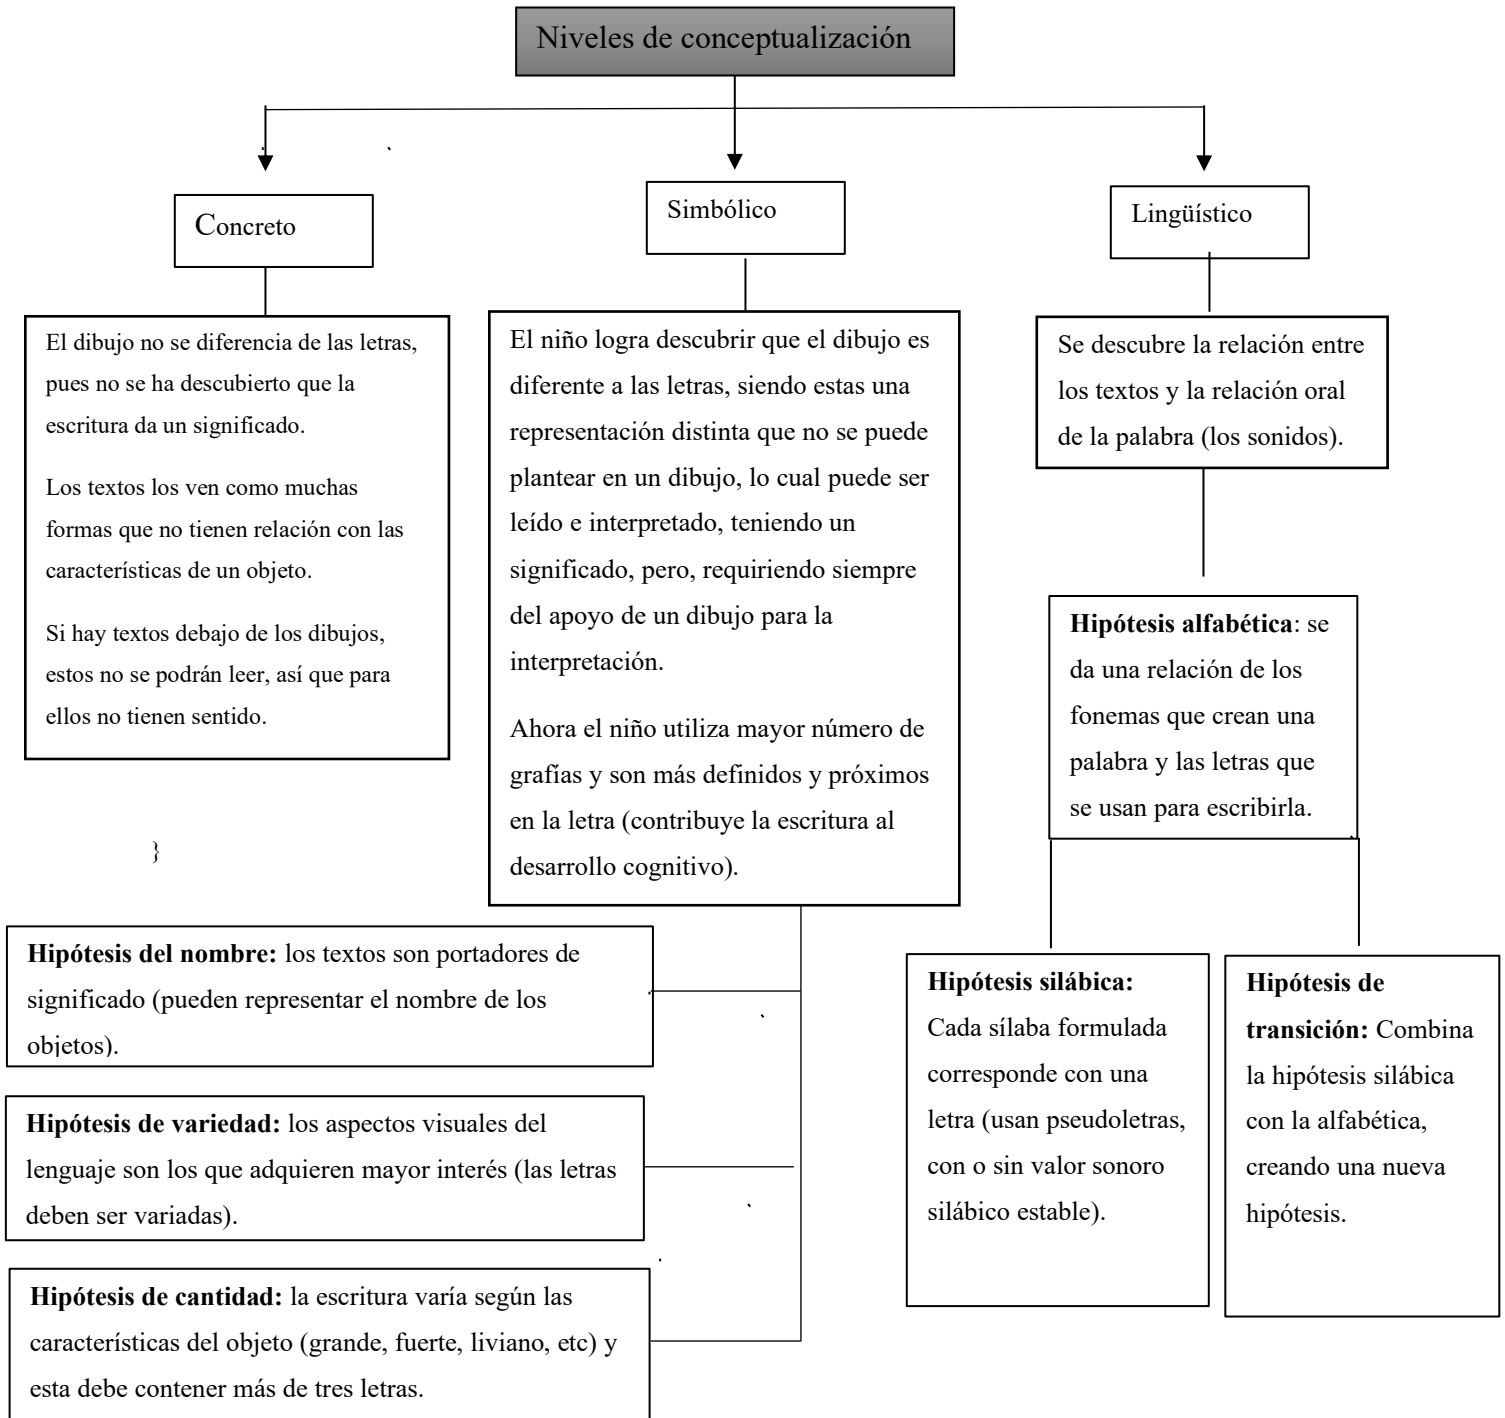 Niveles de conceptualización
Concreto
Simbólico
Lingüístico
El dibujo no se diferencia de las letras,
pues no se ha descubierto que la
escritura da un significado.
Los textos los ven como muchas
formas que no tienen relación con las
características de un objeto.
Si hay textos debajo de los dibujos,
estos no se podrán leer, así que para
ellos no tienen sentido.
}
El niño logra descubrir que el dibujo es
diferente a las letras, siendo estas una
representación distinta que no se puede
plantear en un dibujo, lo cual puede ser
leído e interpretado, teniendo un
significado, pero, requiriendo siempre
del apoyo de un dibujo para la
interpretación.
Ahora el niño utiliza mayor número de
grafías y son más definidos y próximos
en la letra (contribuye la escritura al
desarrollo cognitivo).
Se descubre la relación entre
los textos y la relación oral
de la palabra (los sonidos).
Hipótesis alfabética: se
da una relación de los
fonemas que crean una
palabra y las letras que
se usan para escribirla.
Hipótesis del nombre: los textos son portadores de
significado (pueden representar el nombre de los
objetos).
Hipótesis de variedad: los aspectos visuales del
lenguaje son los que adquieren mayor interés (las letras
deben ser variadas).
Hipótesis de cantidad: la escritura varía según las
características del objeto (grande, fuerte, liviano, etc) y
esta debe contener más de tres letras.
Hipótesis silábica:
Cada sílaba formulada
corresponde con una
letra (usan pseudoletras,
con o sin valor sonoro
silábico estable).
Hipótesis de
transición: Combina
la hipótesis silábica
con la alfabética,
creando una nueva
hipótesis.